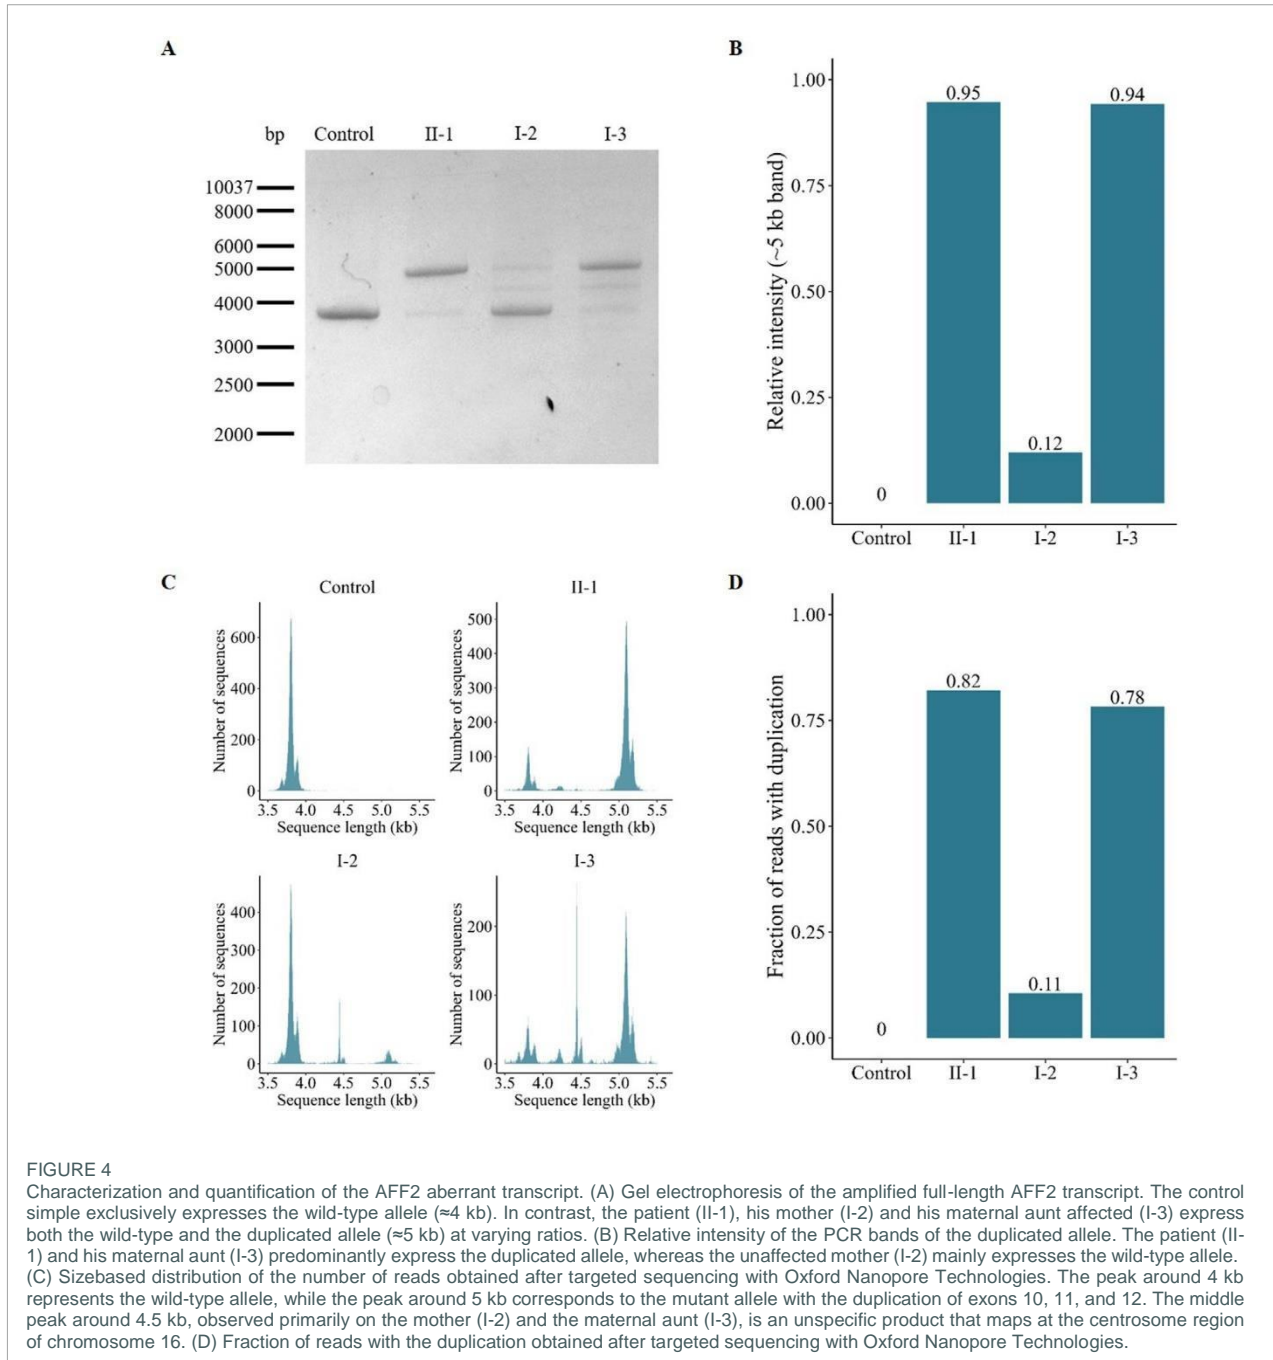 A
bp Control II-1 I-2 I-3
10037
8000
6000
5000
4000
3000
2500
2000
B
Relative intensity (~5 kb band)
1.00
0.75
0.50
0.25
0.00
0
0.95
0.12
0.94
Control II-1 I-2 I-3
C
Control
Number of sequences
600
400
200
0
3.5 4.0 4.5 5.0 5.5
Sequence length (kb)
II-1
Number of sequences
500
400
300
200
100
0
3.5 4.0 4.5 5.0 5.5
Sequence length (kb)
I-2
Number of sequences
400
300
200
100
0
3.5 4.0 4.5 5.0 5.5
Sequence length (kb)
I-3
Number of sequences
200
100
0
3.5 4.0 4.5 5.0 5.5
Sequence length (kb)
D
Fraction of reads with duplication
1.00
0.75
0.50
0.25
0.00
0
0.82
0.11
0.78
Control II-1 I-2 I-3
FIGURE 4
Characterization and quantification of the AFF2 aberrant transcript. (A) Gel electrophoresis of the amplified full-length AFF2 transcript. The control
simple exclusively expresses the wild-type allele (≈4 kb). In contrast, the patient (II-1), his mother (I-2) and his maternal aunt affected (I-3) express
both the wild-type and the duplicated allele (≈5 kb) at varying ratios. (B) Relative intensity of the PCR bands of the duplicated allele. The patient (II-
1) and his maternal aunt (I-3) predominantly express the duplicated allele, whereas the unaffected mother (I-2) mainly expresses the wild-type allele.
(C) Sizebased distribution of the number of reads obtained after targeted sequencing with Oxford Nanopore Technologies. The peak around 4 kb
represents the wild-type allele, while the peak around 5 kb corresponds to the mutant allele with the duplication of exons 10, 11, and 12. The middle
peak around 4.5 kb, observed primarily on the mother (I-2) and the maternal aunt (I-3), is an unspecific product that maps at the centrosome region
of chromosome 16. (D) Fraction of reads with the duplication obtained after targeted sequencing with Oxford Nanopore Technologies.